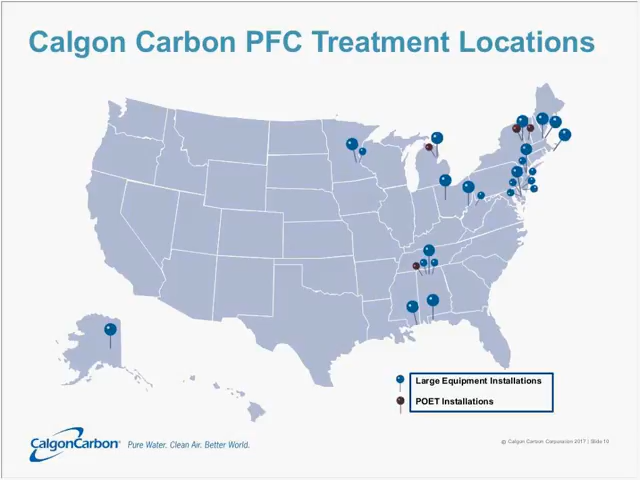 Calgon Carbon PFC Treatment Locations
Large Equipment Installations
POET Installations
CalgonCarbon® Pure Water. Clean Air. Better World.
© Calgon Carbon Corporation 2017 | Slide 19